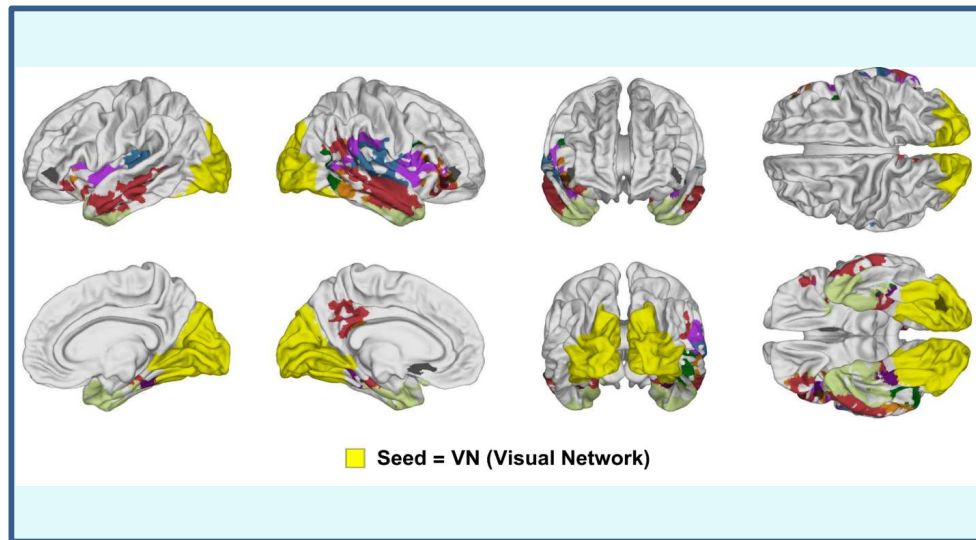 Seed = VN (Visual Network)